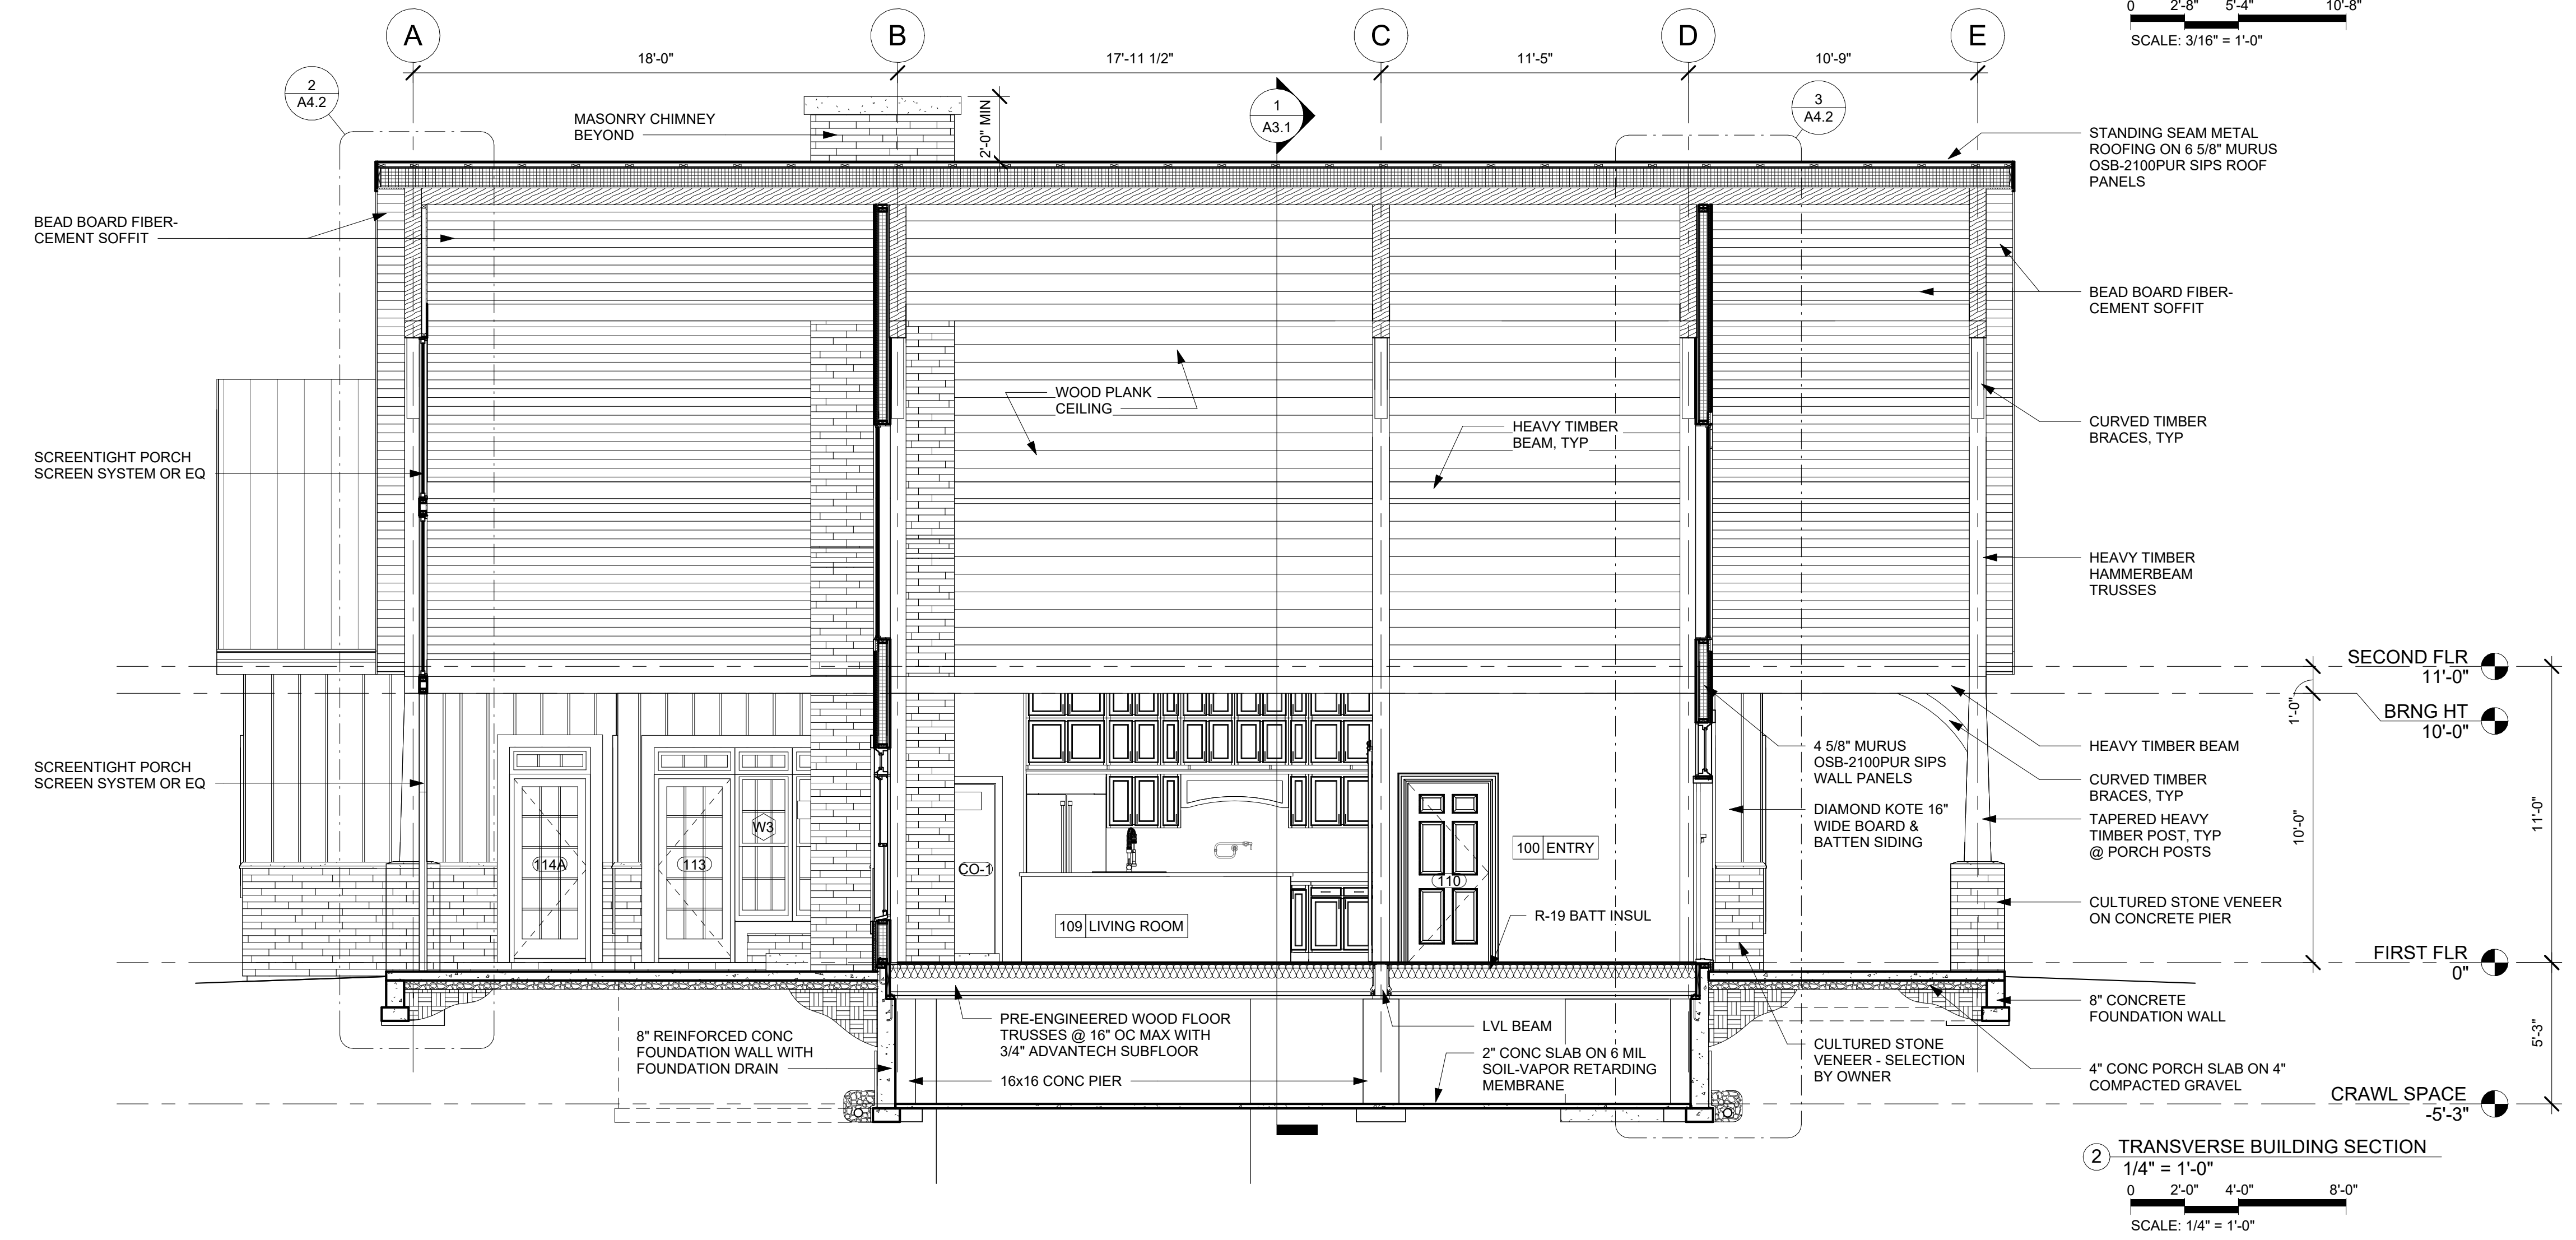 0 2'-8" 5'-4" 10'-8"
SCALE: 3/16" = 1'-0"
A B C D E
18'-0" 17'-11 1/2" 11'-5" 10'-9"
2
A4.2
MASONRY CHIMNEY
BEYOND
2'-0" MIN
1
A3.1
3
A4.2
STANDING SEAM METAL
ROOFING ON 6 5/8" MURUS
OSB-2100PUR SIPS ROOF
PANELS
BEAD BOARD FIBER-
CEMENT SOFFIT
BEAD BOARD FIBER-
CEMENT SOFFIT
WOOD PLANK
CEILING
HEAVY TIMBER
BEAM, TYP
CURVED TIMBER
BRACES, TYP
SCREENTIGHT PORCH
SCREEN SYSTEM OR EQ
HEAVY TIMBER
HAMMERBEAM
TRUSSES
SECOND FLR
11'-0"
1'-0"
BRNG HT
10'-0"
SCREENTIGHT PORCH
SCREEN SYSTEM OR EQ
4 5/8" MURUS
OSB-2100PUR SIPS
WALL PANELS
HEAVY TIMBER BEAM
CURVED TIMBER
BRACES, TYP
DIAMOND KOTE 16"
WIDE BOARD &
BATTEN SIDING
TAPERED HEAVY
TIMBER POST, TYP
@ PORCH POSTS
10'-0"
11'-0"
W3
114A
113
CO-1
110
100 ENTRY
109 LIVING ROOM
R-19 BATT INSUL
CULTURED STONE VENEER
ON CONCRETE PIER
FIRST FLR
0"
8" CONCRETE
FOUNDATION WALL
PRE-ENGINEERED WOOD FLOOR
TRUSSES @ 16" OC MAX WITH
3/4" ADVANTECH SUBFLOOR
LVL BEAM
8" REINFORCED CONC
FOUNDATION WALL WITH
FOUNDATION DRAIN
16x16 CONC PIER
2" CONC SLAB ON 6 MIL
SOIL-VAPOR RETARDING
MEMBRANE
CULTURED STONE
VENEER - SELECTION
BY OWNER
4" CONC PORCH SLAB ON 4"
COMPACTED GRAVEL
5'-3"
CRAWL SPACE
-5'-3"
2 TRANSVERSE BUILDING SECTION
1/4" = 1'-0"
0 2'-0" 4'-0" 8'-0"
SCALE: 1/4" = 1'-0"